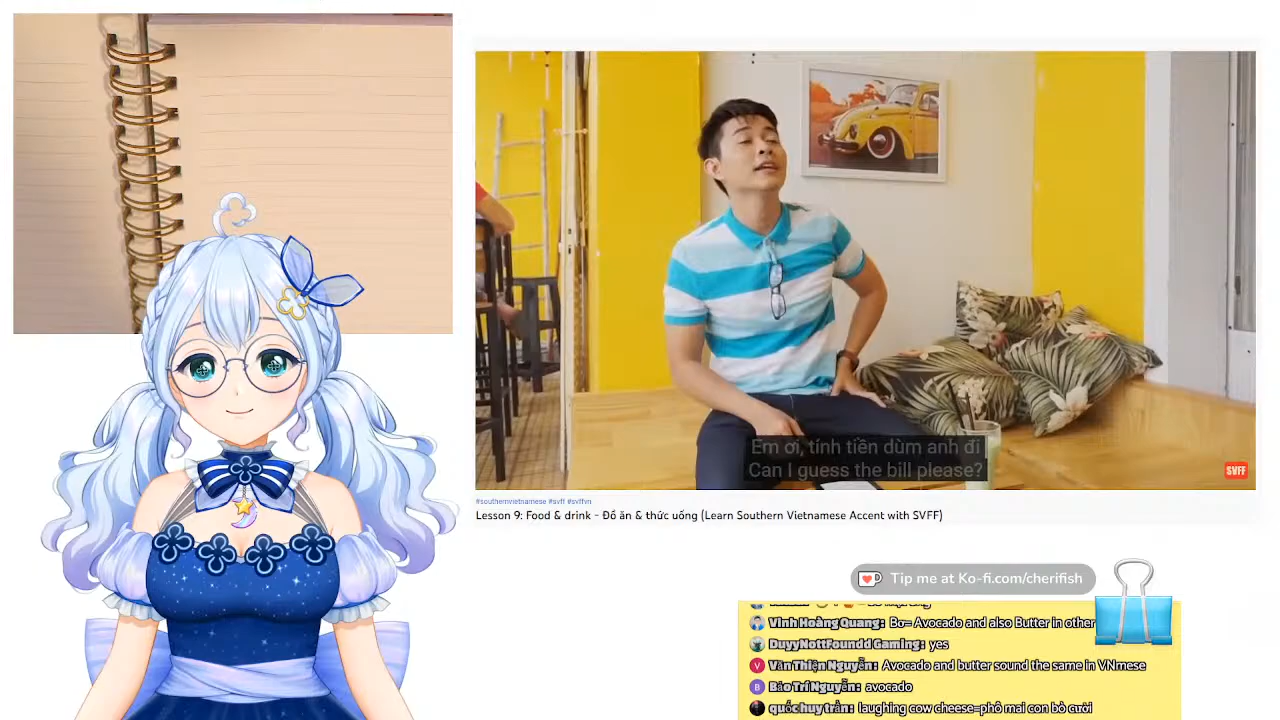 Em ơi, tính tiền dùm anh đi
Can I guess the bill please?
SVFF
#southernvietnamese #svff #svffvn
Lesson 9: Food & drink - Đồ ăn & thức uống (Learn Southern Vietnamese Accent with SVFF)
Tip me at Ko-fi.com/cherifish
Vinh Hoàng Quang: Bơ= Avocado and also Butter in other
DuyyNottFoundd Gaming: yes
Văn Thiện Nguyễn: Avocado and butter sound the same in VNmese
Bảo Trí Nguyễn: avocado
quốc huy trần: laughing cow cheese=phô mai con bò cười